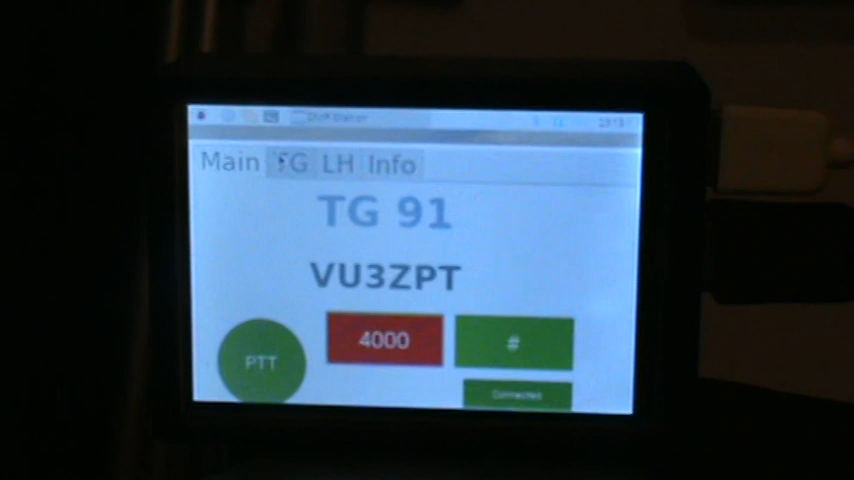 Main TG LH Info
TG 91
VU3ZPT
PTT
4000
#
Connected